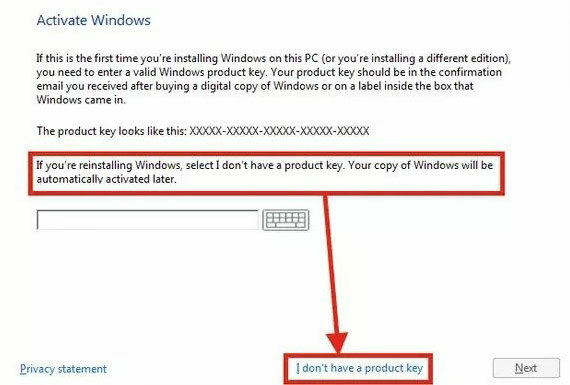 Activate Windows
If this is the first time you're installing Windows on this PC (or you're installing a different edition),
you need to enter a valid Windows product key. Your product key should be in the confirmation
email you received after buying a digital copy of Windows or on a label inside the box that
Windows came in.
The product key looks like this: XXXXX-XXXXX-XXXXX-XXXXX-XXXXX
If you're reinstalling Windows, select I don't have a product key. Your copy of Windows will be
automatically activated later.
Privacy statement
I don't have a product key
Next